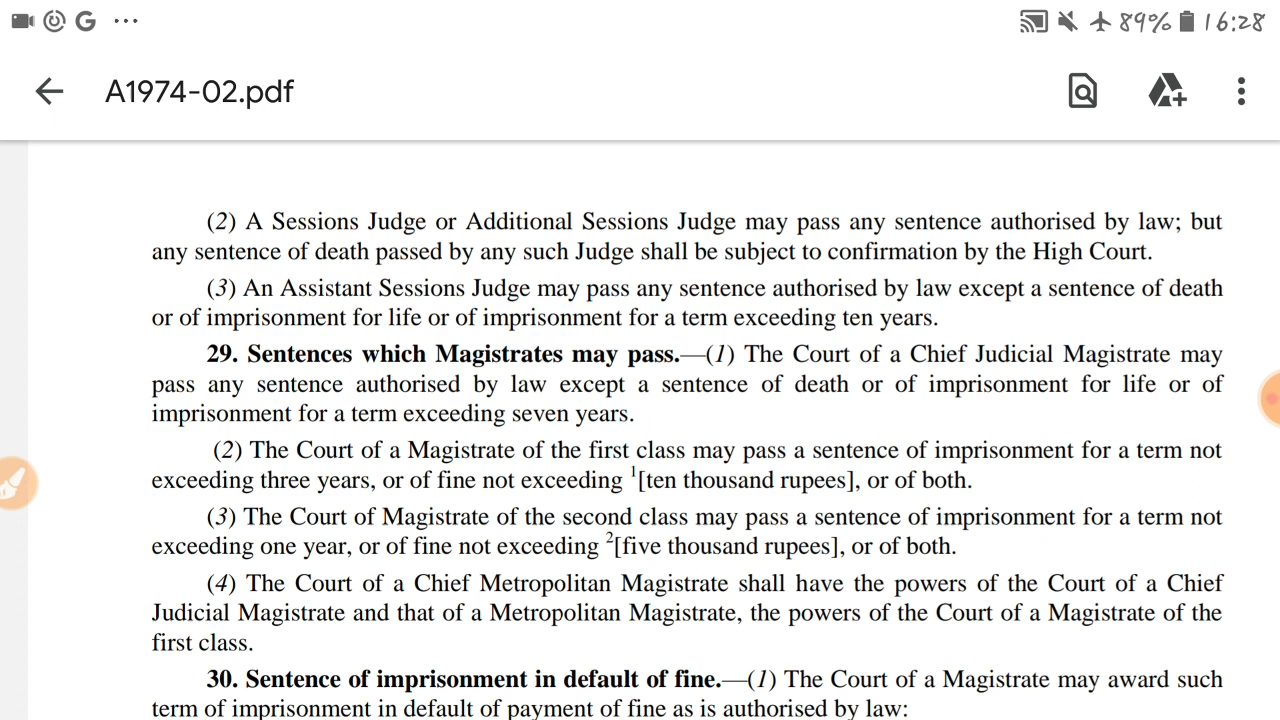 G ... 89% 16:28
A1974-02.pdf
(2) A Sessions Judge or Additional Sessions Judge may pass any sentence authorised by law; but
any sentence of death passed by any such Judge shall be subject to confirmation by the High Court.
(3) An Assistant Sessions Judge may pass any sentence authorised by law except a sentence of death
or of imprisonment for life or of imprisonment for a term exceeding ten years.
29. Sentences which Magistrates may pass.—(1) The Court of a Chief Judicial Magistrate may
pass any sentence authorised by law except a sentence of death or of imprisonment for life or of
imprisonment for a term exceeding seven years.
(2) The Court of a Magistrate of the first class may pass a sentence of imprisonment for a term not
exceeding three years, or of fine not exceeding ¹[ten thousand rupees], or of both.
(3) The Court of Magistrate of the second class may pass a sentence of imprisonment for a term not
exceeding one year, or of fine not exceeding ²[five thousand rupees], or of both.
(4) The Court of a Chief Metropolitan Magistrate shall have the powers of the Court of a Chief
Judicial Magistrate and that of a Metropolitan Magistrate, the powers of the Court of a Magistrate of the
first class.
30. Sentence of imprisonment in default of fine.—(1) The Court of a Magistrate may award such
term of imprisonment in default of payment of fine as is authorised by law: